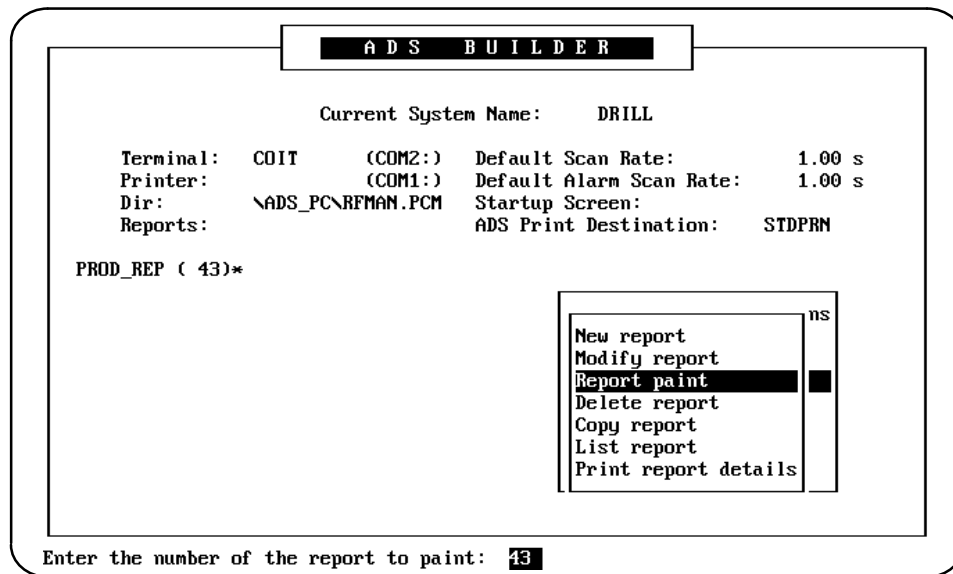 ADS BUILDER
Current System Name: DRILL
Terminal: COIT (COM2:) Default Scan Rate: 1.00 s
Printer: (COM1:) Default Alarm Scan Rate: 1.00 s
Dir: \ADS_PC\RFMAN.PCM Startup Screen:
Reports: ADS Print Destination: STDPRN
PROD_REP ( 43)*
ns
New report
Modify report
Report paint
Delete report
Copy report
List report
Print report details
Enter the number of the report to paint: 43